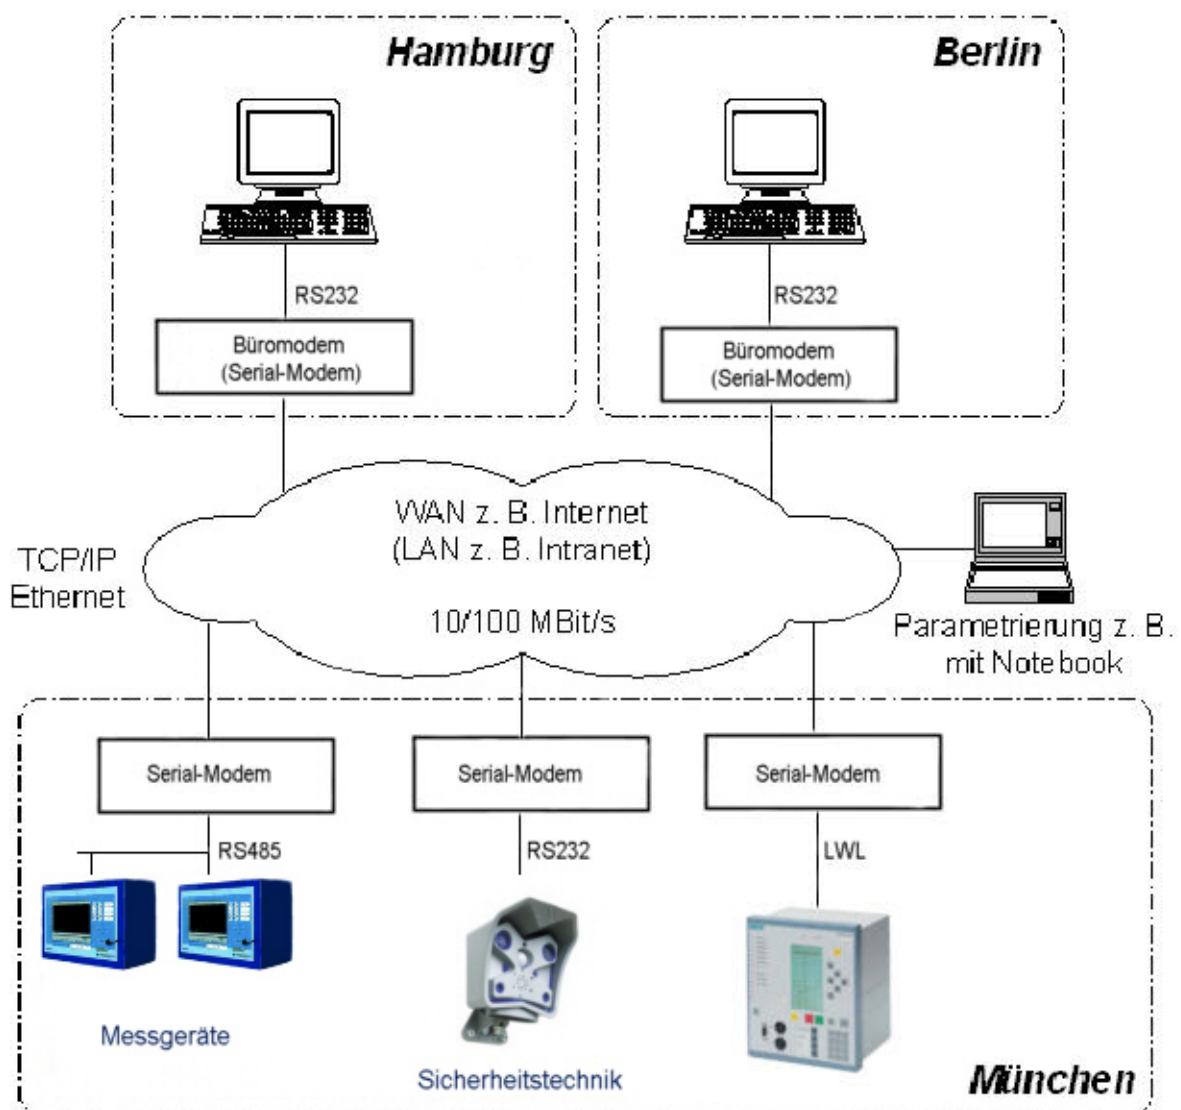 Hamburg
Berlin
RS232
RS232
Büromodem
(Serial-Modem)
Büromodem
(Serial-Modem)
WAN z. B. Internet
(LAN z. B. Intranet)
10/100 MBit/s
TCP/IP
Ethernet
Parametrierung z. B.
mit Notebook
Serial-Modem
Serial-Modem
Serial-Modem
RS485
RS232
LWL
Messgeräte
Sicherheitstechnik
München